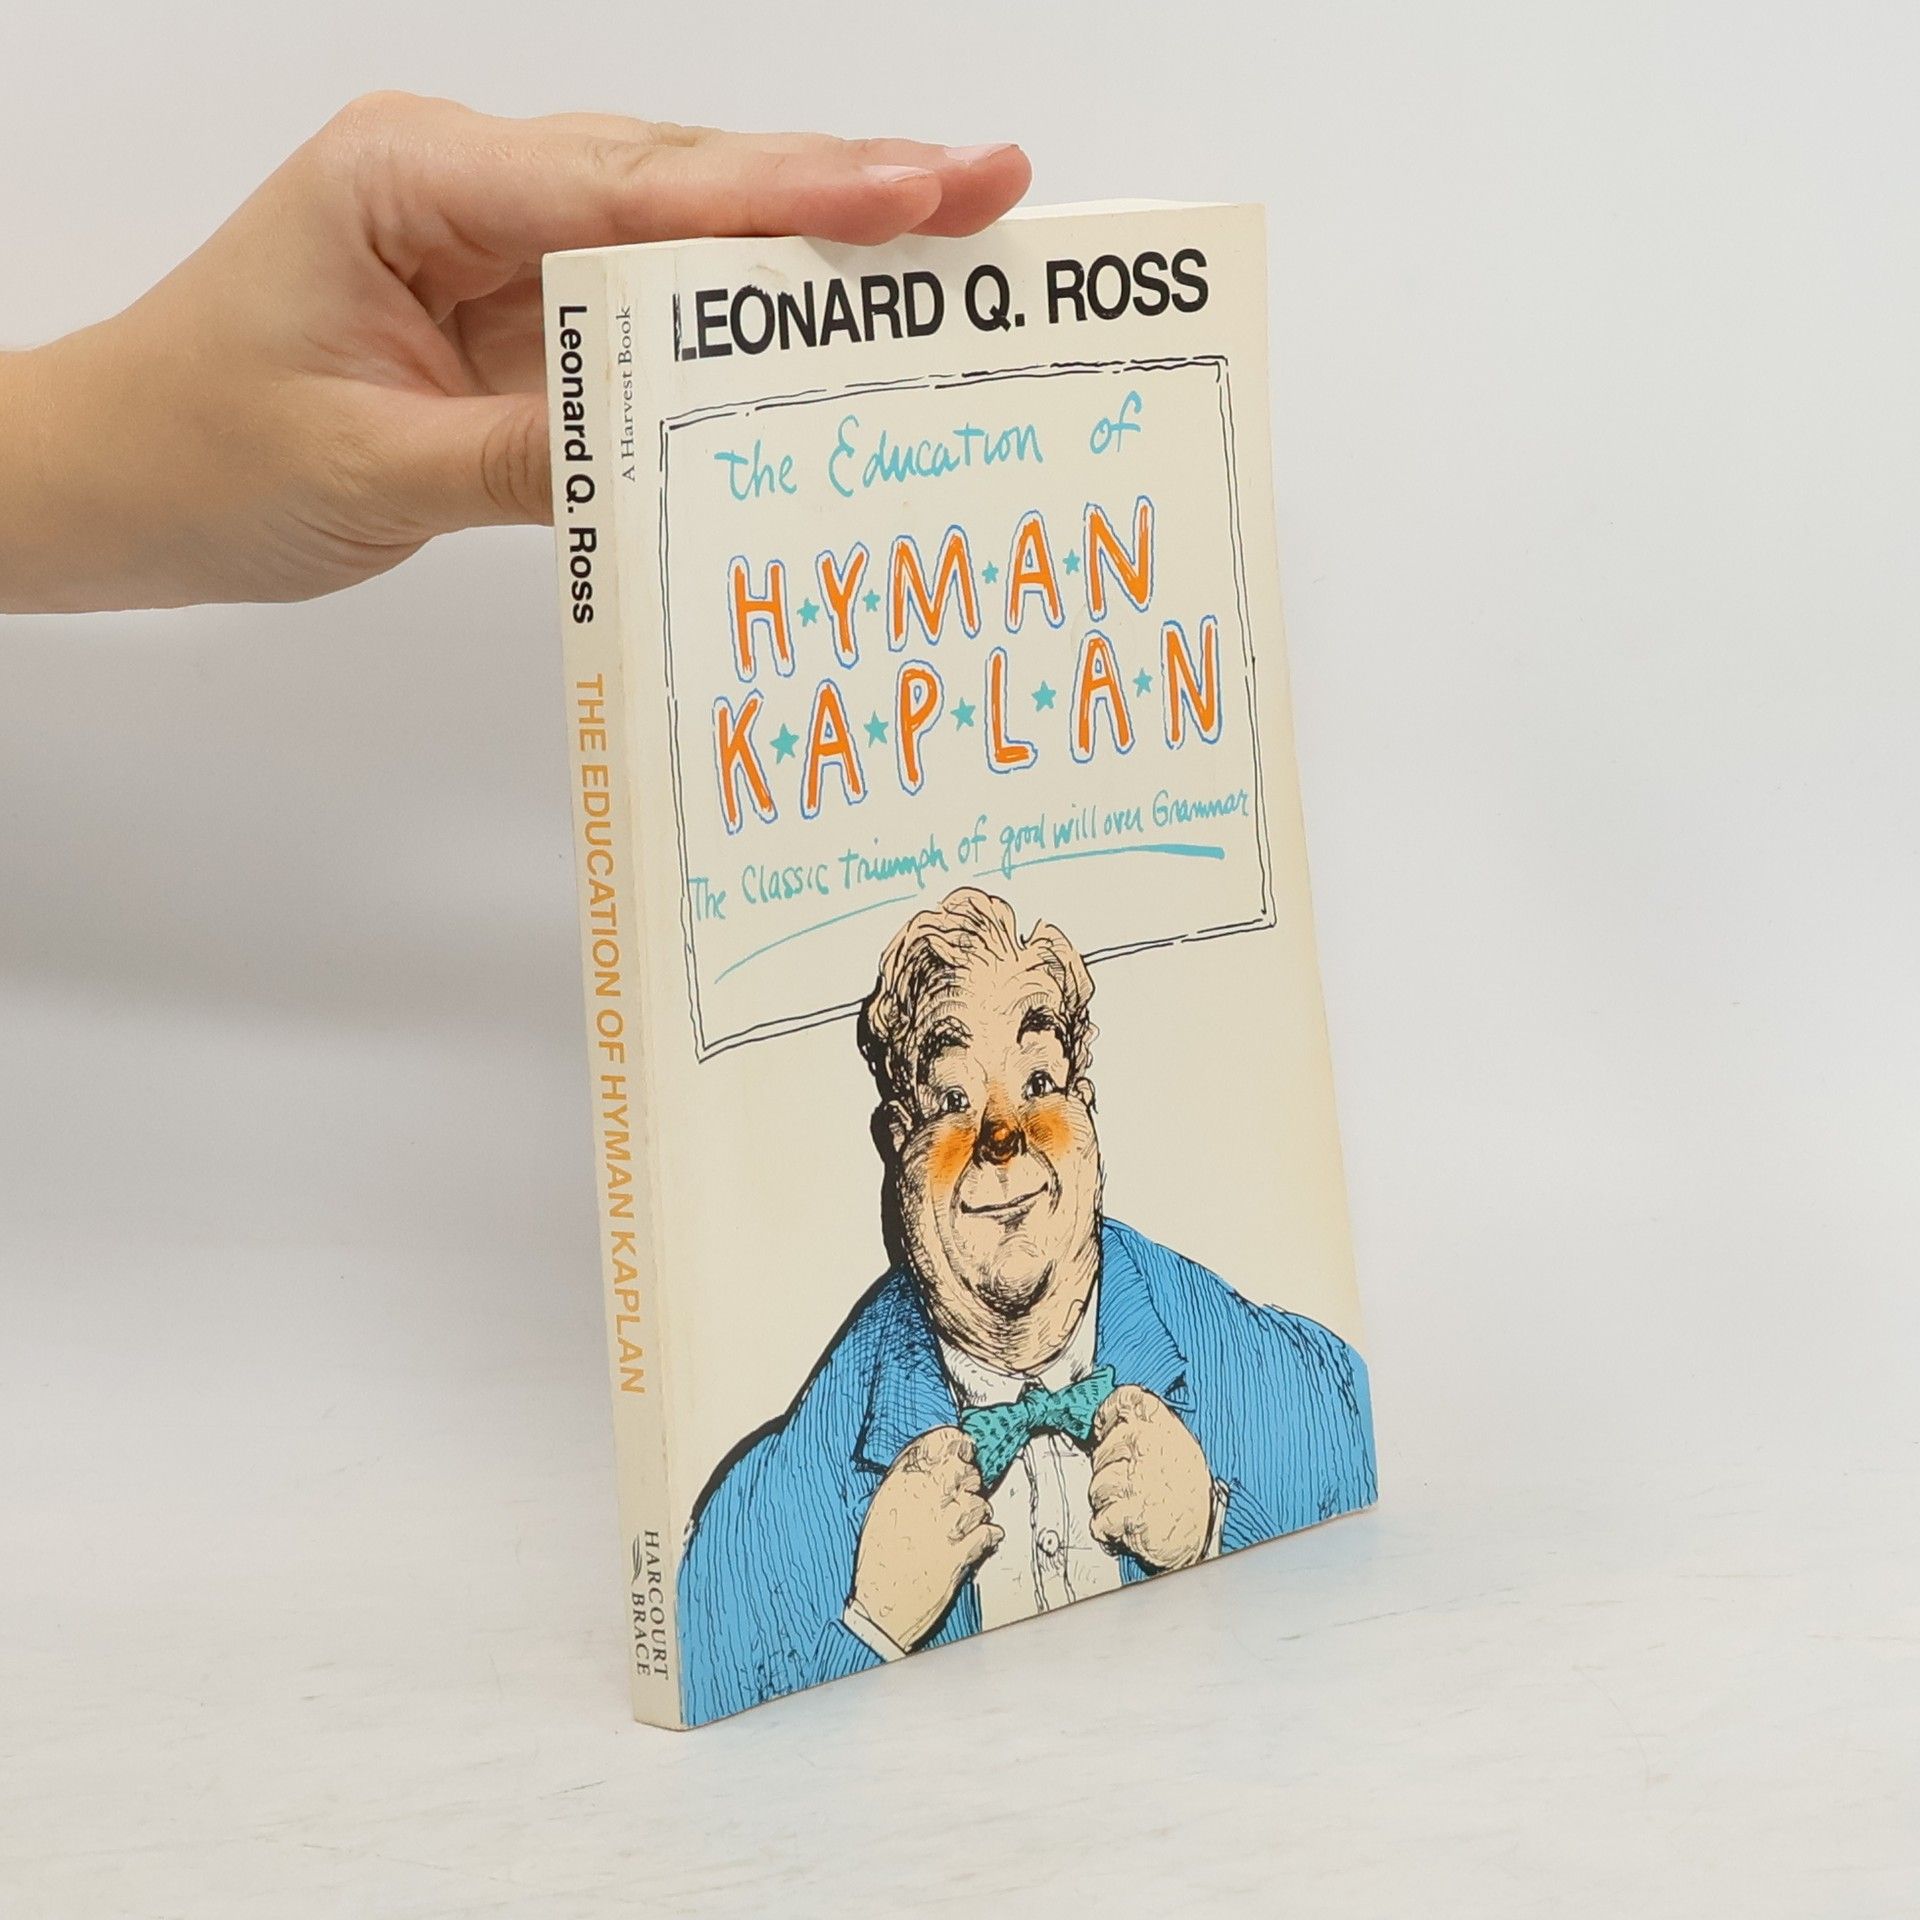 Leonard Q. Ross THE EDUCATION OF HYMAN KAPLAN
HARCOURT
BRACE
A Harvest Book
LEONARD Q. ROSS
The Education of
H★Y★M★A★N
K★A★P★L★A★N
The Classic triumph of good will over Grammar